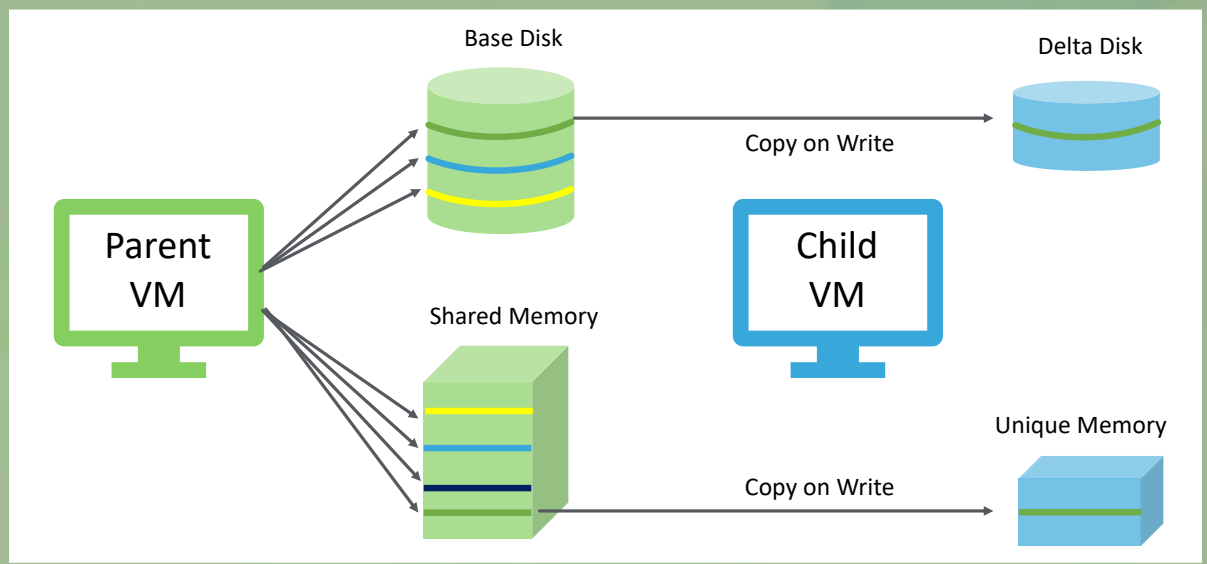 Base Disk
Delta Disk
Copy on Write
Parent
VM
Child
VM
Shared Memory
Unique Memory
Copy on Write